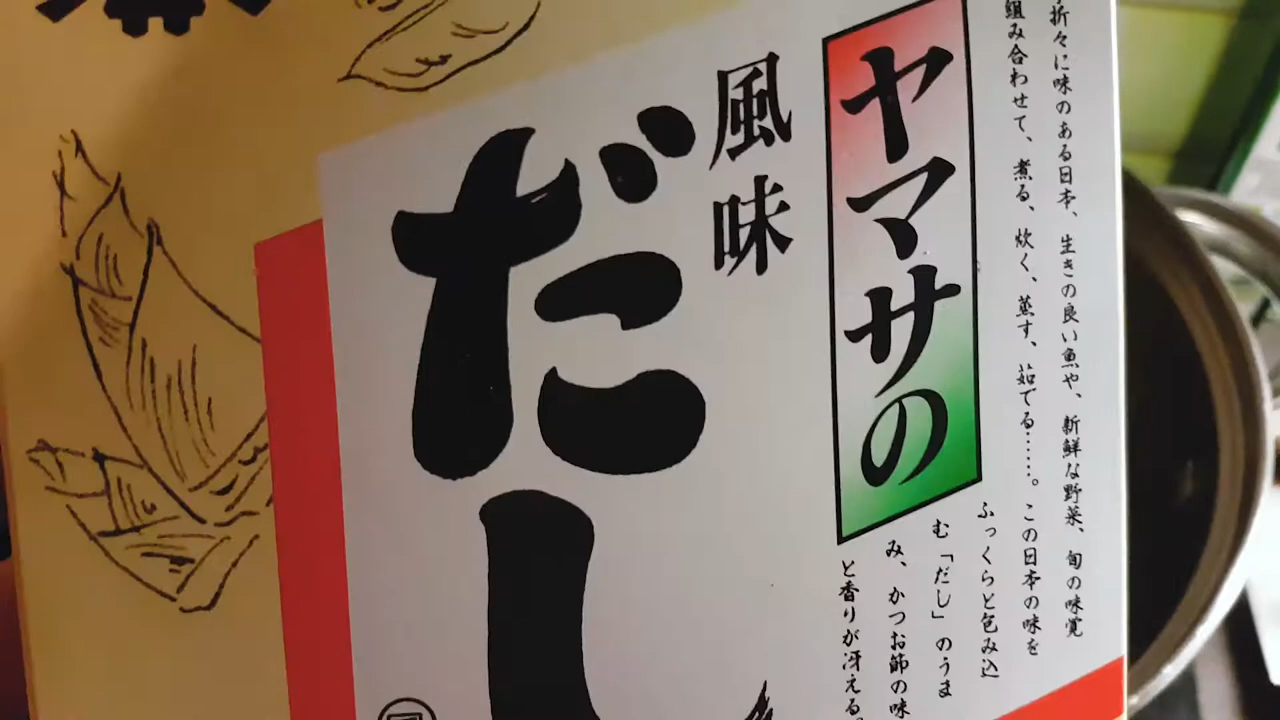 折々に味のある日本、生きの良い魚や、新鮮な野菜、旬の味覚
組み合わせて、煮る、炊く、蒸す、茹でる……。この日本の味を
ふっくらと包み込
む「だし」のうま
み、かつお節の味
と香りが冴える
ヤマサの
風味
だし